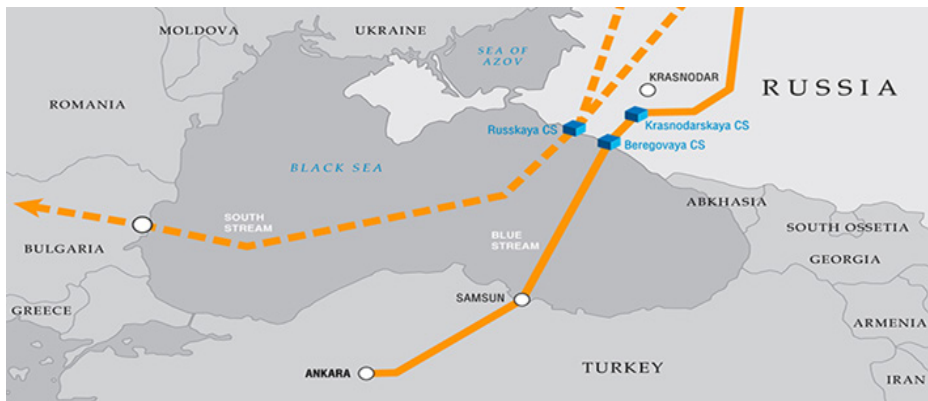 MOLDOVA
UKRAINE
SEA OF
AZOV
KRASNODAR
RUSSIA
ROMANIA
Russkaya CS
Krasnodarskaya CS
Beregovaya CS
BLACK SEA
ABKHASIA
SOUTH
STREAM
SOUTH OSSETIA
BLUE
STREAM
BULGARIA
GEORGIA
SAMSUN
GREECE
ARMENIA
ANKARA
TURKEY
IRAN